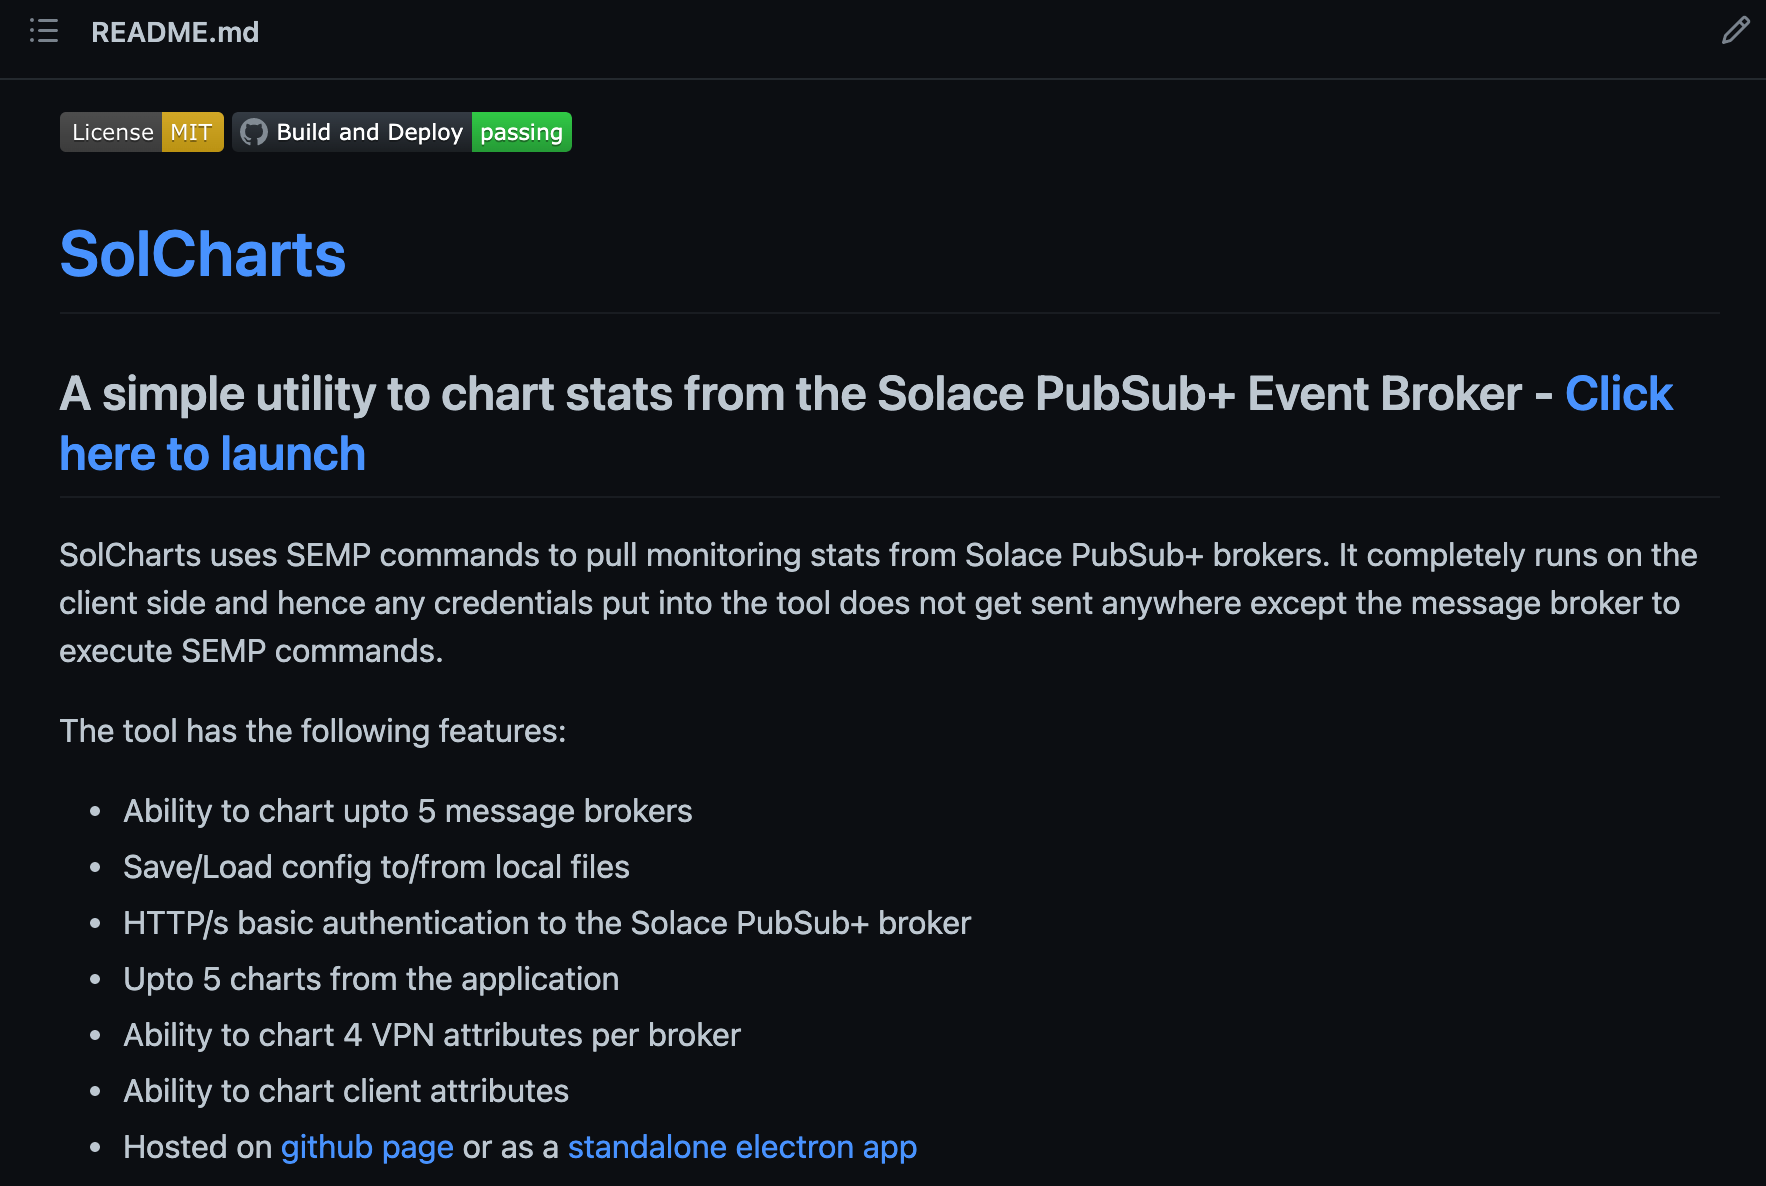 README.md
License MIT Build and Deploy passing
SolCharts
A simple utility to chart stats from the Solace PubSub+ Event Broker - Click
here to launch
SolCharts uses SEMP commands to pull monitoring stats from Solace PubSub+ brokers. It completely runs on the
client side and hence any credentials put into the tool does not get sent anywhere except the message broker to
execute SEMP commands.
The tool has the following features:
• Ability to chart upto 5 message brokers
• Save/Load config to/from local files
• HTTP/s basic authentication to the Solace PubSub+ broker
• Upto 5 charts from the application
• Ability to chart 4 VPN attributes per broker
• Ability to chart client attributes
• Hosted on github page or as a standalone electron app